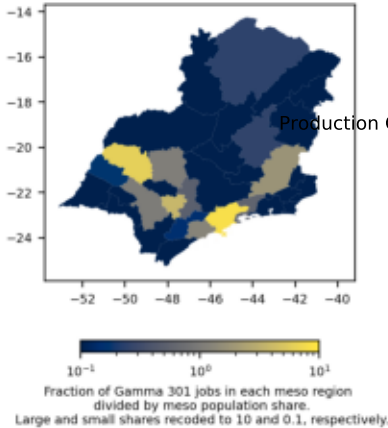 −14
−16
−18
Production
−20
−22
−24
−52 −50 −48 −46 −44 −42 −40
10−1 100 101
Fraction of Gamma 301 jobs in each meso region
divided by meso population share.
Large and small shares recoded to 10 and 0.1, respectively.